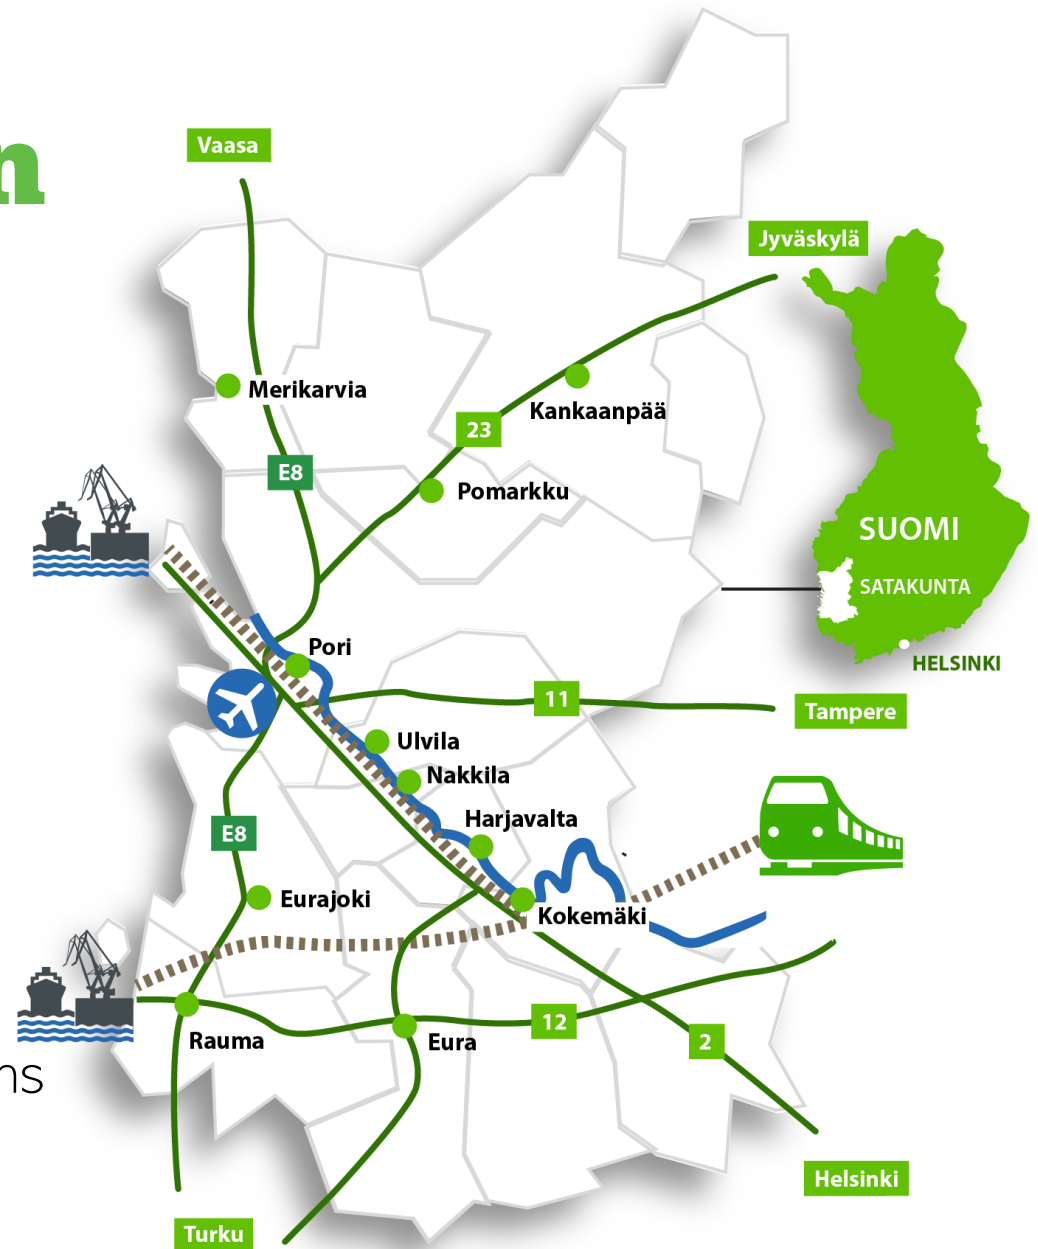 n
Vaasa
Jyväskylä
Merikarvia
Kankaanpää
23
E8
Pomarkku
SUOMI
SATAKUNTA
Pori
HELSINKI
11
Tampere
Ulvila
Nakkila
Harjavalta
E8
Eurajoki
Kokemäki
12
Rauma
Eura
2
ns
Helsinki
Turku